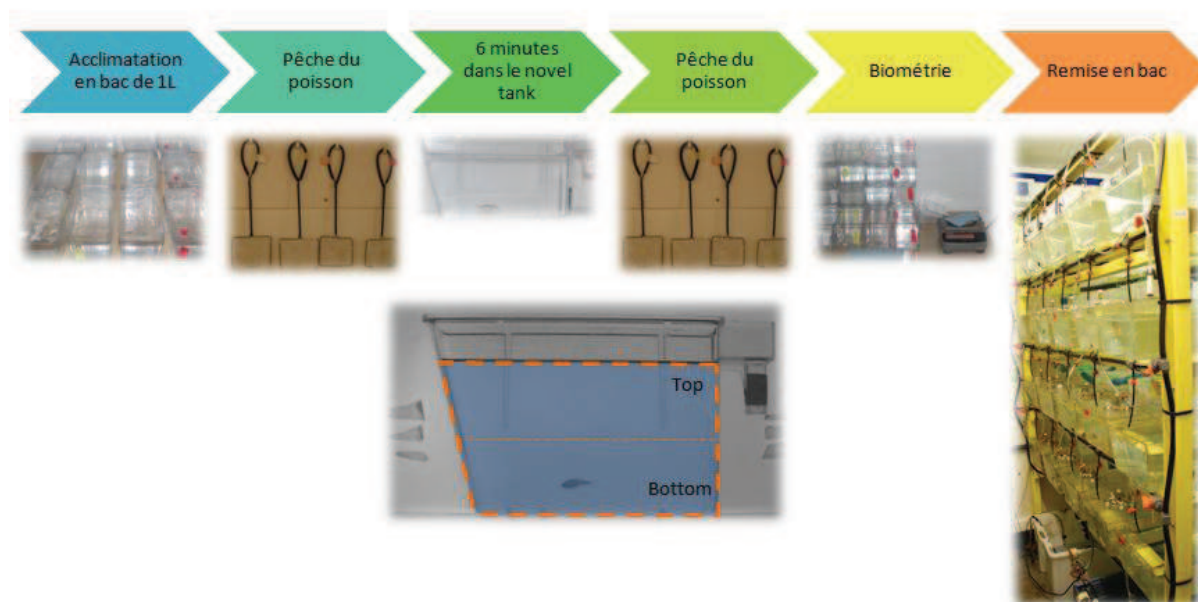 Acclimatation
en bac de 1L
Pêche du
poisson
6 minutes
dans le novel
tank
Pêche du
poisson
Biométrie
Remise en bac
Top
Bottom